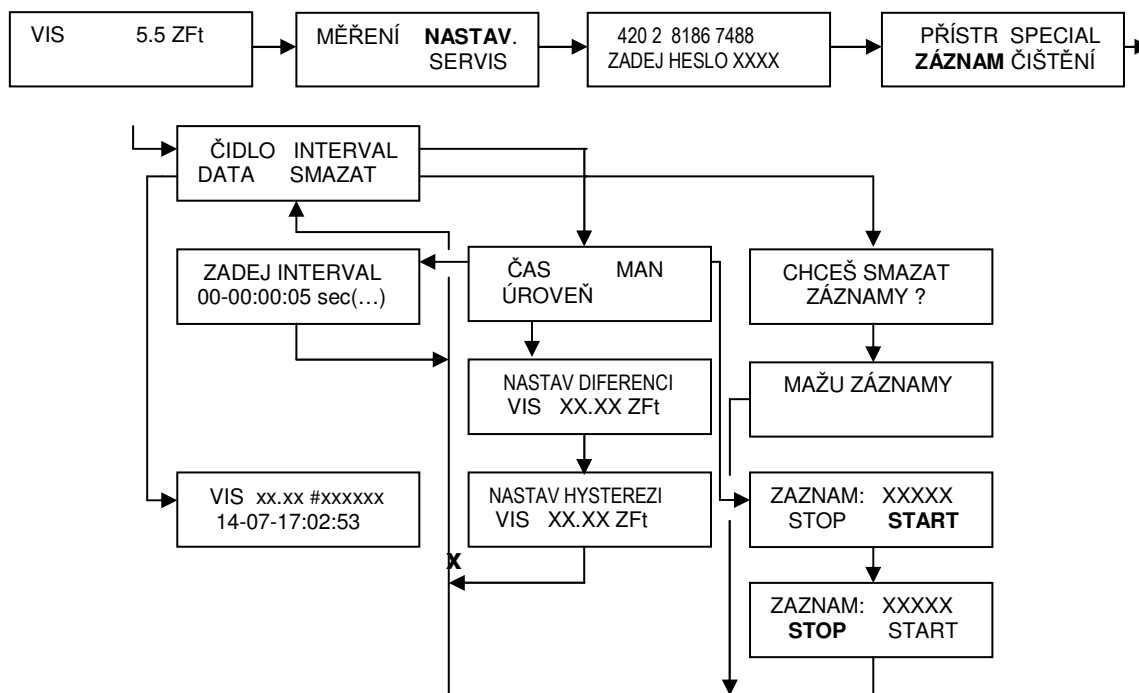 VIS 5.5 ZFt
MĚŘENÍ NASTAV.
SERVIS
420 2 8186 7488
ZADEJ HESLO XXXX
PŘÍSTR SPECIAL
ZÁZNAM ČIŠTĚNÍ
ČIDLO INTERVAL
DATA SMAZAT
ZADEJ INTERVAL
00-00:00:05 sec(…)
ČAS MAN
ÚROVEŇ
CHCEŠ SMAZAT
ZÁZNAMY ?
NASTAV DIFERENCI
VIS XX.XX ZFt
MAŽU ZÁZNAMY
VIS xx.xx #xxxxxx
14-07-17:02:53
NASTAV HYSTEREZI
VIS XX.XX ZFt
ZAZNAM: XXXXX
STOP START
X
ZAZNAM: XXXXX
STOP START